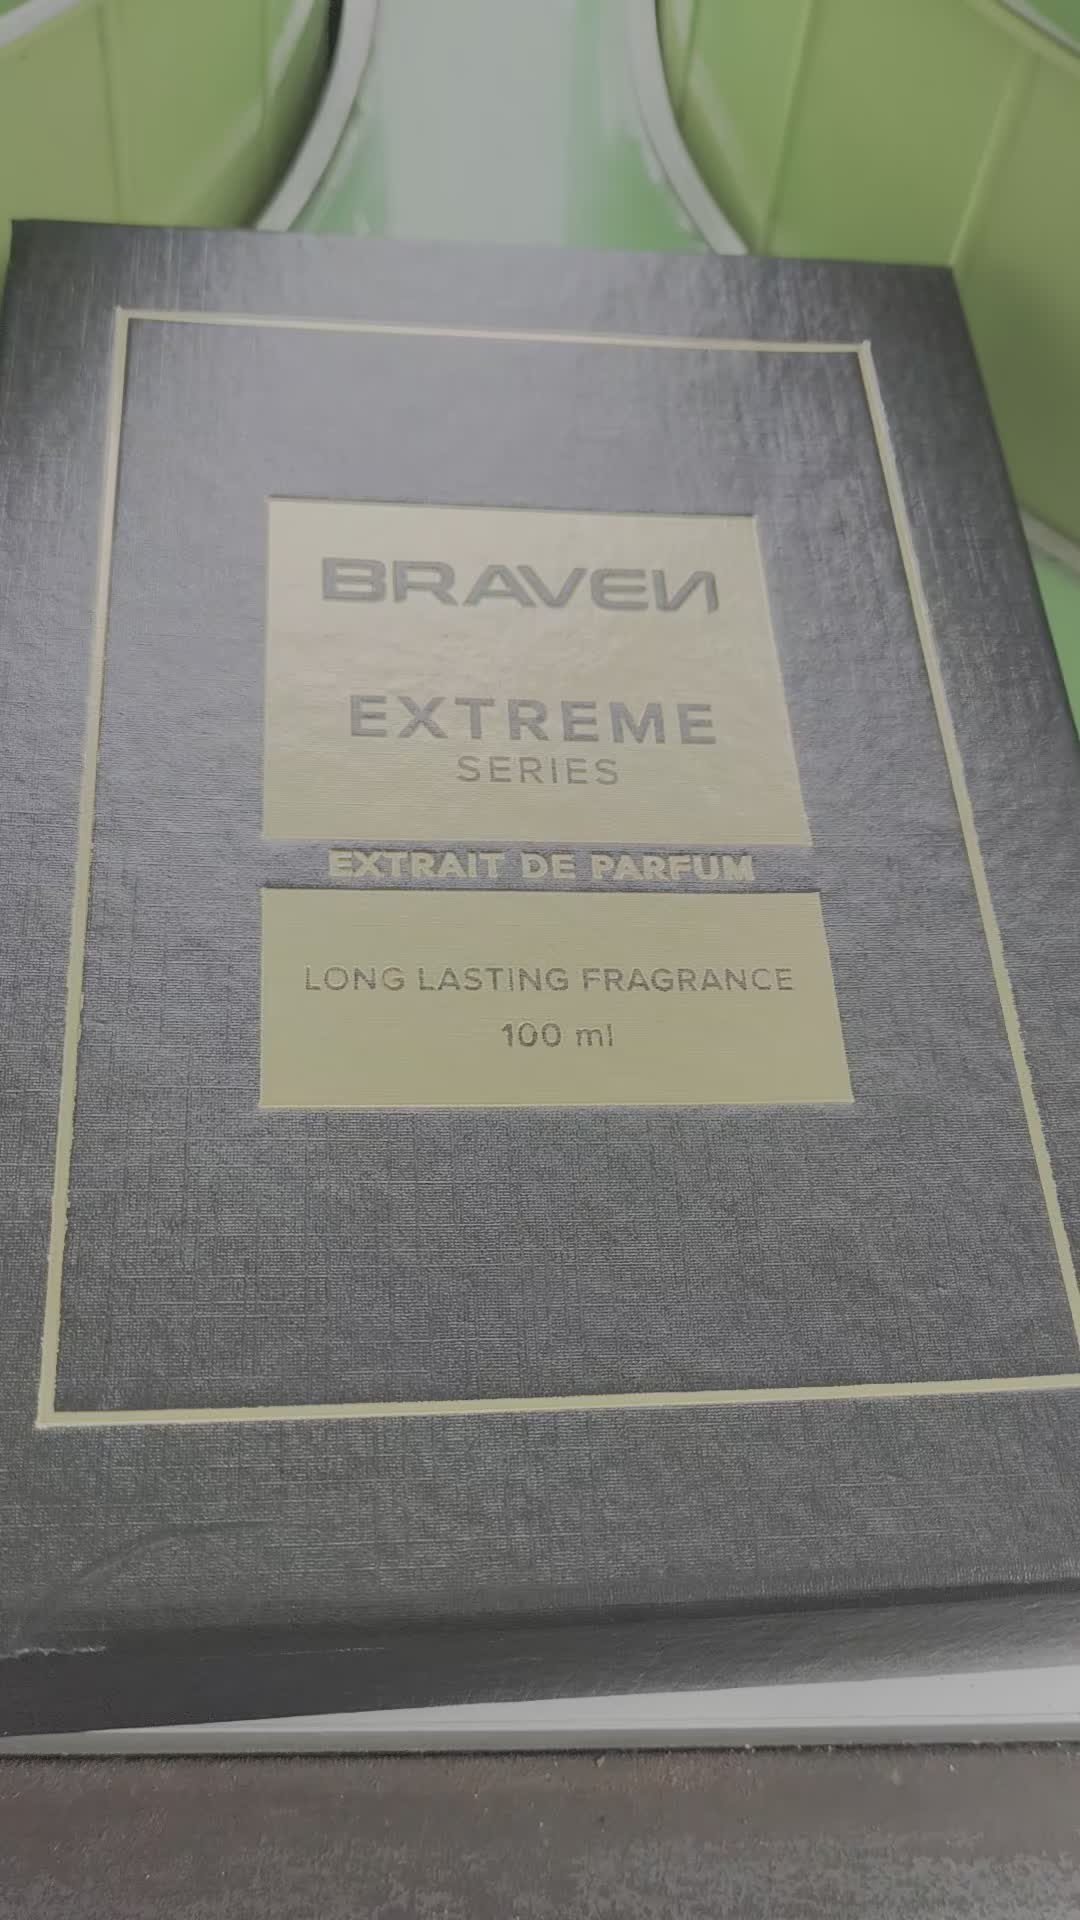 BRAVEN
EXTREME
SERIES
EXTRAIT DE PARFUM
LONG LASTING FRAGRANCE
100 ml